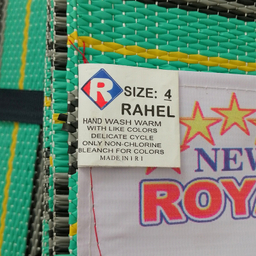 R
SIZE: 4
RAHEL
HAND WASH WARM
WITH LIKE COLORS
DELICATE CYCLE
ONLY NON-CHLORINE
BLEANCH FOR COLORS
MADE IN I R I
NEW